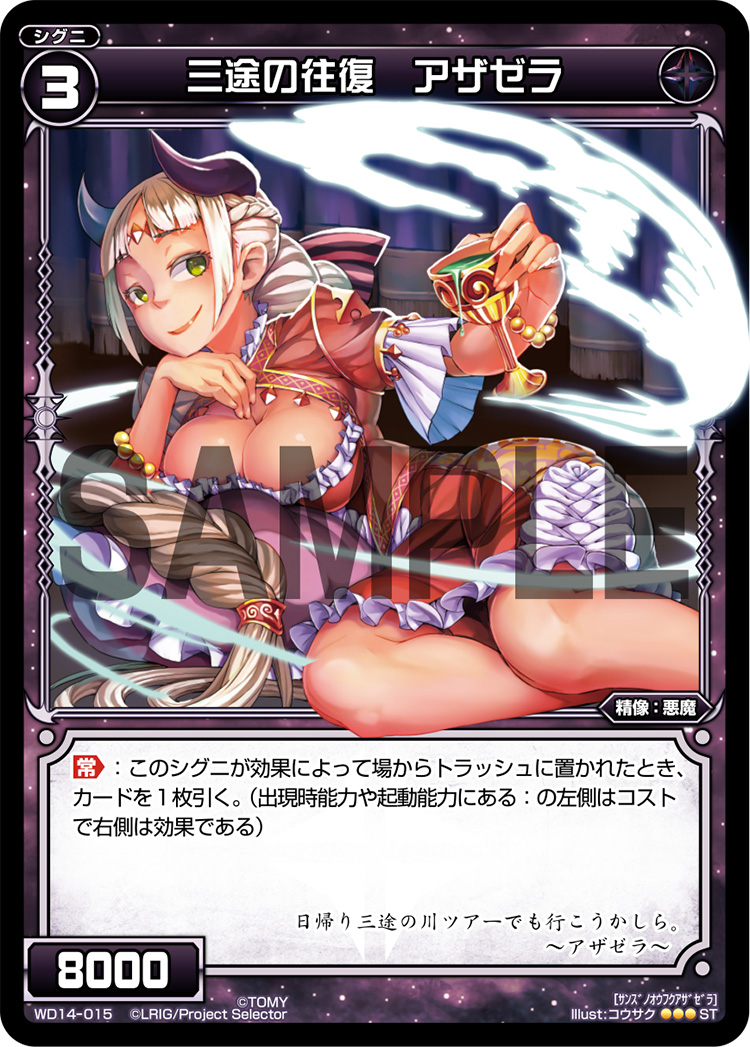 シグニ
3
三途の往復 アザゼラ
SAMPLE
精像：悪魔
常：このシグニが効果によって場からトラッシュに置かれたとき、
カードを1枚引く。（出現時能力や起動能力にある：の左側はコスト
で右側は効果である）
日帰り三途の川ツアーでも行こうかしら。
～アザゼラ～
8000
[サンズノオウフクアザゼラ]
©TOMY
WD14-015 ©LRIG/Project Selector
Illust:コウサク ST